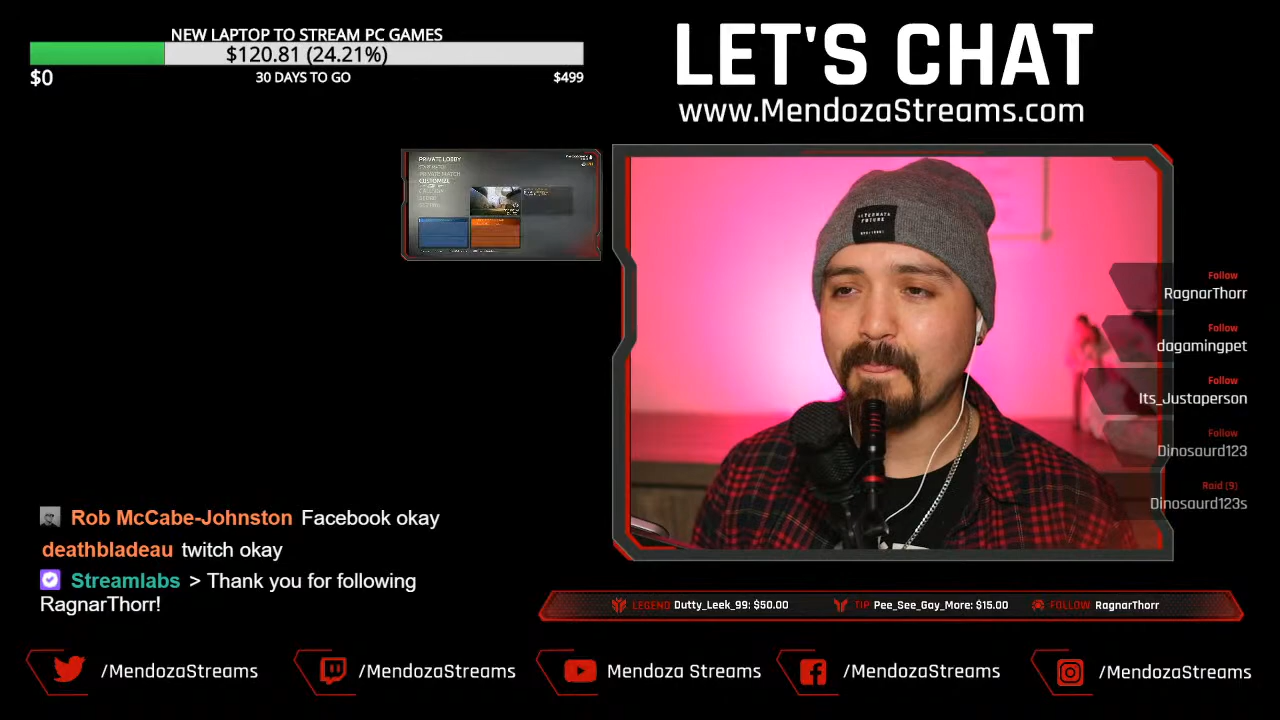 NEW LAPTOP TO STREAM PC GAMES
$120.81 (24.21%)
$0
30 DAYS TO GO
$499
LET'S CHAT
www.MendozaStreams.com
PRIVATE LOBBY
PRIVATE MATCH
CUSTOMIZE
Follow
RagnarThorr
Follow
dagamingpet
Follow
Its_Justaperson
Follow
Dinosaurd123
Raid (9)
Dinosaurd123s
Rob McCabe-Johnston Facebook okay
deathbladeau twitch okay
Streamlabs > Thank you for following
RagnarThorr!
LEGEND Dutty_Leek_99: $50.00
TIP Pee_See_Gay_More: $15.00
FOLLOW RagnarThorr
/MendozaStreams
/MendozaStreams
Mendoza Streams
/MendozaStreams
/MendozaStreams